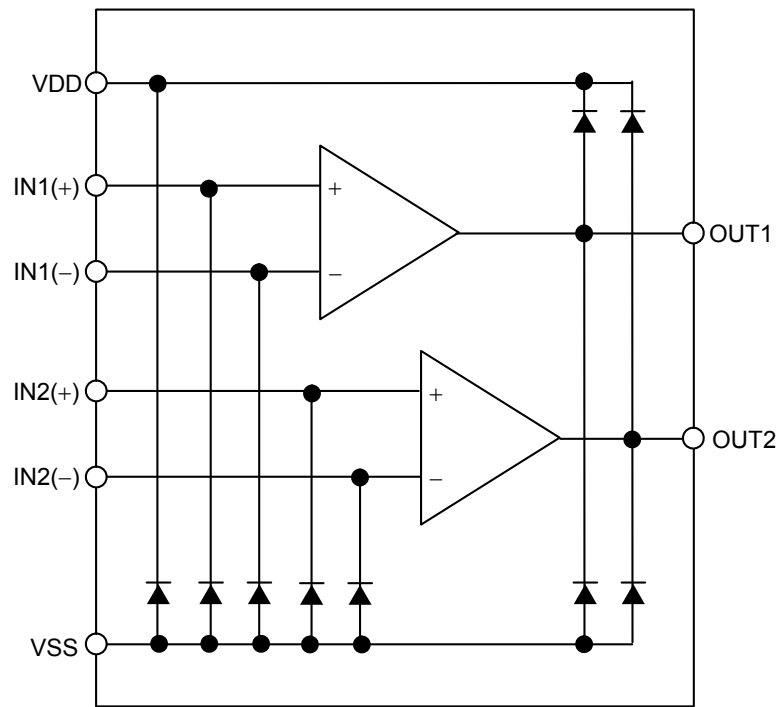 VDD
IN1(+)
+
OUT1
IN1(−)
−
IN2(+)
+
OUT2
IN2(−)
−
VSS